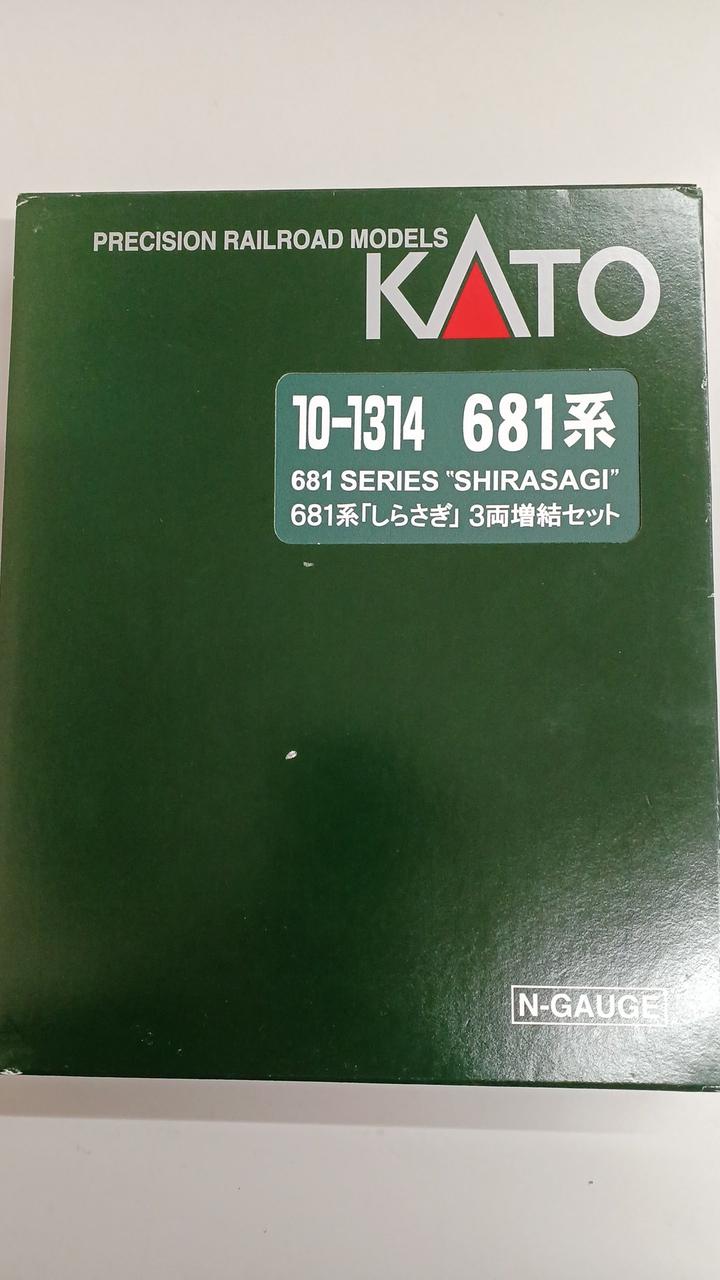 PRECISION RAILROAD MODELS
KATO
10-1314 681系
681 SERIES "SHIRASAGI"
681系「しらさぎ」 3両増結セット
N-GAUGE